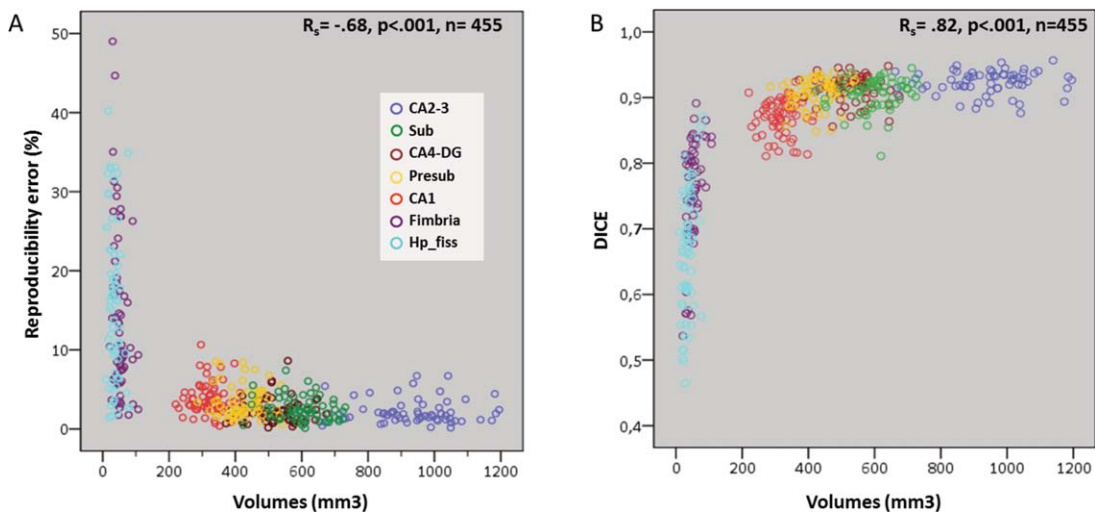 A
Rs= -.68, p<.001, n= 455
50
40
30
20
10
0
Reproducibility error (%)
CA2-3
Sub
CA4-DG
Presub
CA1
Fimbria
Hp_fiss
0 200 400 600 800 1000 1200
Volumes (mm3)
B
Rs= .82, p<.001, n=455
1,0
0,9
0,8
0,7
0,6
0,5
0,4
DICE
0 200 400 600 800 1000 1200
Volumes (mm3)